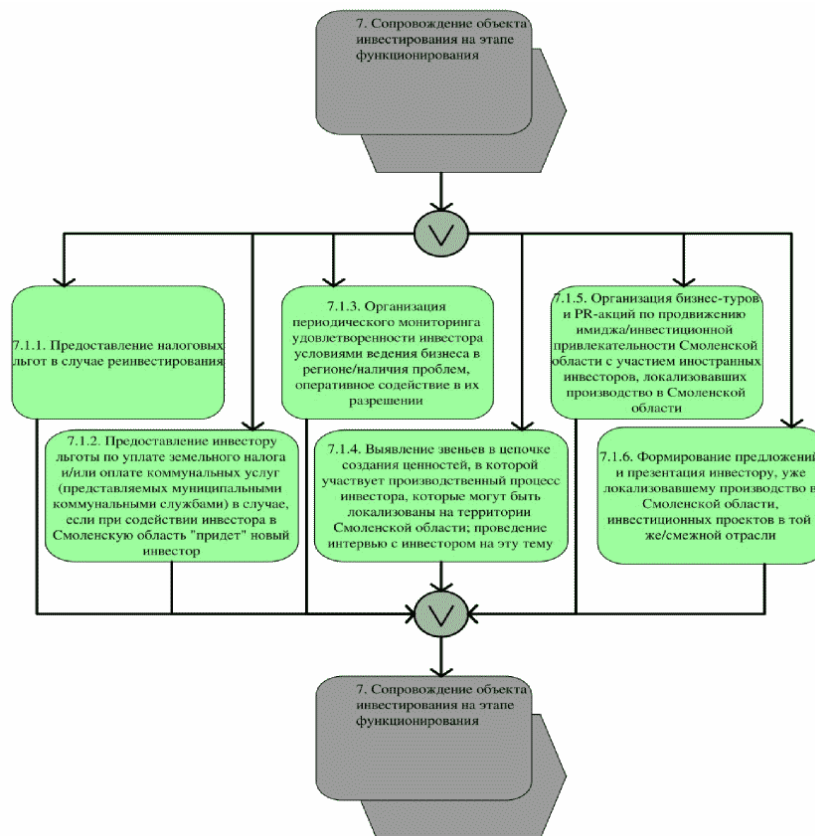 7. Сопровождение объекта
инвестирования на этапе
функционирования
V
7.1.1. Предоставление налоговых
льгот в случае реинвестирования
7.1.3. Организация
периодического мониторинга
удовлетворенности инвестора
условиями ведения бизнеса в
регионе/наличия проблем,
оперативное содействие в их
разрешении
7.1.5. Организация бизнес-туров
и PR-акций по продвижению
имиджа/инвестиционной
привлекательности Смоленской
области с участием иностранных
инвесторов, локализовавших
производство в Смоленской
области
7.1.2. Предоставление инвестору
льготы по уплате земельного налога
и/или оплате коммунальных услуг
(представляемых муниципальными
коммунальными службами) в случае,
если при содействии инвестора в
Смоленскую область "придет" новый
инвестор
7.1.4. Выявление звеньев в цепочке
создания ценностей, в которой
участвует производственный процесс
инвестора, которые могут быть
локализованы на территории
Смоленской области; проведение
интервью с инвестором на эту тему
7.1.6. Формирование предложений
и презентация инвестору, уже
локализовавшему производство в
Смоленской области,
инвестиционных проектов в той
же/смежной отрасли
V
7. Сопровождение объекта
инвестирования на этапе
функционирования